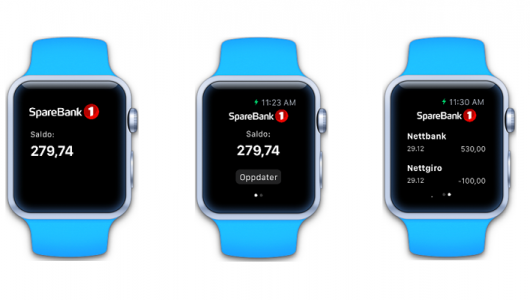 SpareBank 1
Saldo:
279,74
11:23 AM
SpareBank 1
Saldo:
279,74
Oppdater
11:30 AM
SpareBank 1
Nettbank
29.12 530,00
Nettgiro
29.12 -100,00